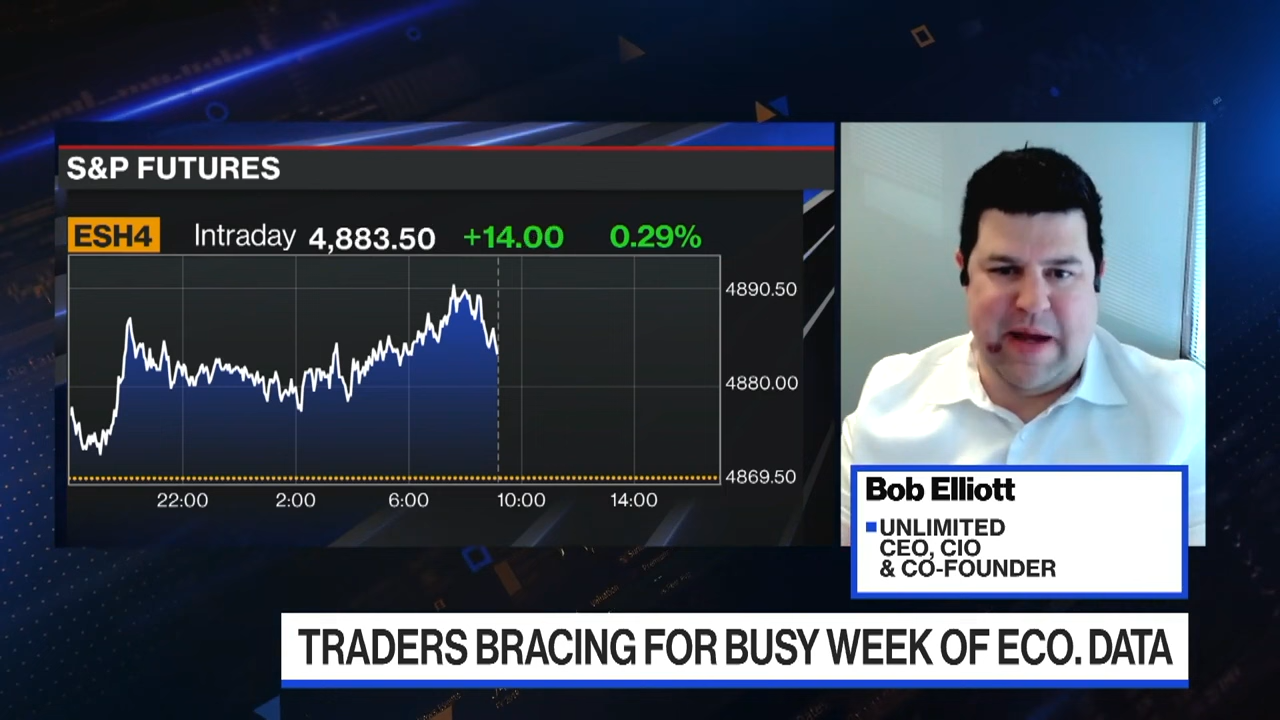 S&P FUTURES
ESH4 Intraday 4,883.50 +14.00 0.29%
4890.50
4880.00
4869.50
22:00 2:00 6:00 10:00 14:00
Bob Elliott
UNLIMITED
CEO, CIO
& CO-FOUNDER
TRADERS BRACING FOR BUSY WEEK OF ECO. DATA